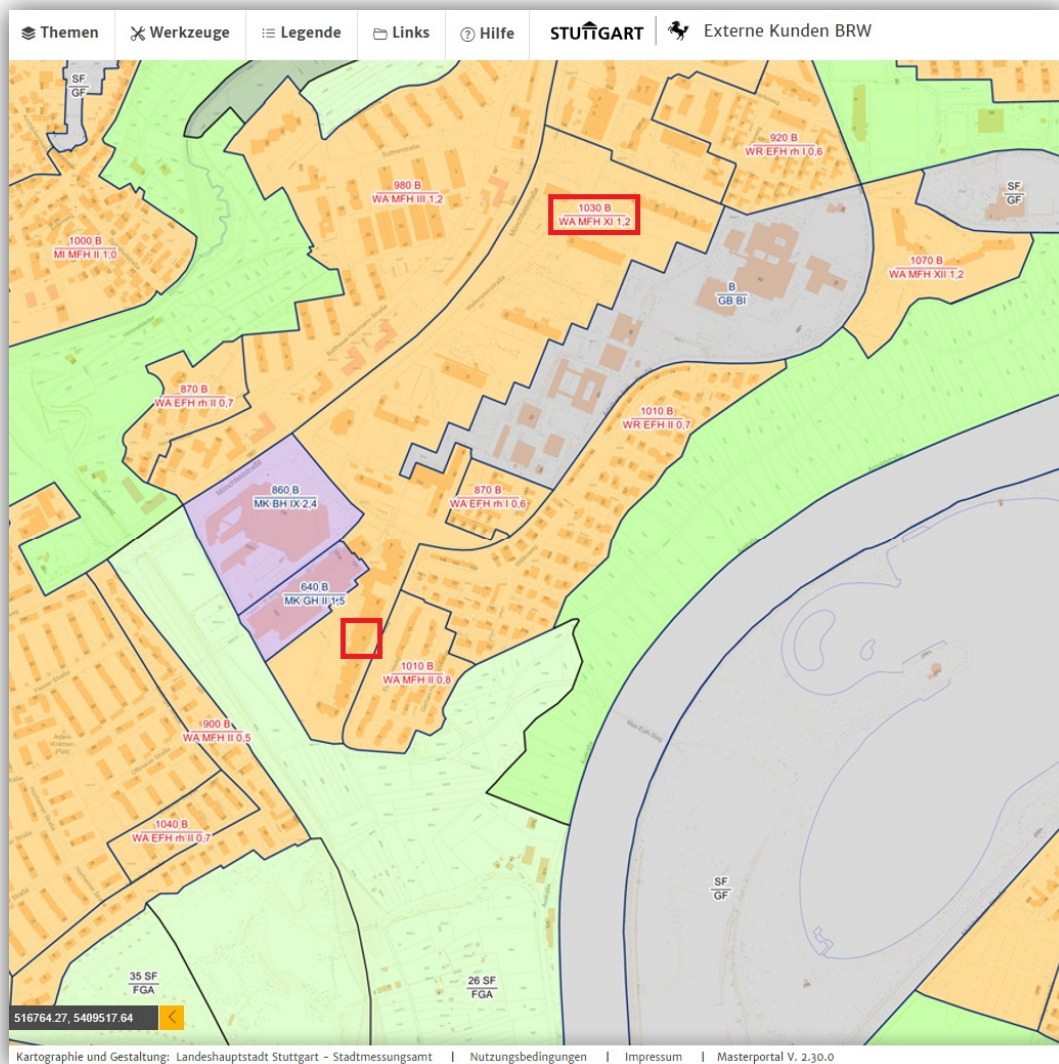 Themen
Werkzeuge
Legende
Links
Hilfe
STUTTGART
Externe Kunden BRW
SF
GF
920 B
WR EFH rh I 0,6
980 B
WA MFH III 1,2
SF
GF
1030 B
WA MFH XI 1,2
1000 B
MI MFH II 1,0
1070 B
WA MFH XII 1,2
B
GB BI
870 B
WA EFH rh II 0,7
1010 B
WR EFH II 0,7
860 B
MK BH IX 2,4
870 B
WA EFH rh I 0,6
640 B
MK GH II 1,5
1010 B
WA MFH II 0,8
900 B
WA MFH II 0,5
1040 B
WA EFH rh II 0,7
SF
GF
35 SF
FGA
26 SF
FGA
516764.27, 5409517.64
Kartographie und Gestaltung: Landeshauptstadt Stuttgart - Stadtmessungsamt | Nutzungsbedingungen | Impressum | Masterportal V. 2.30.0